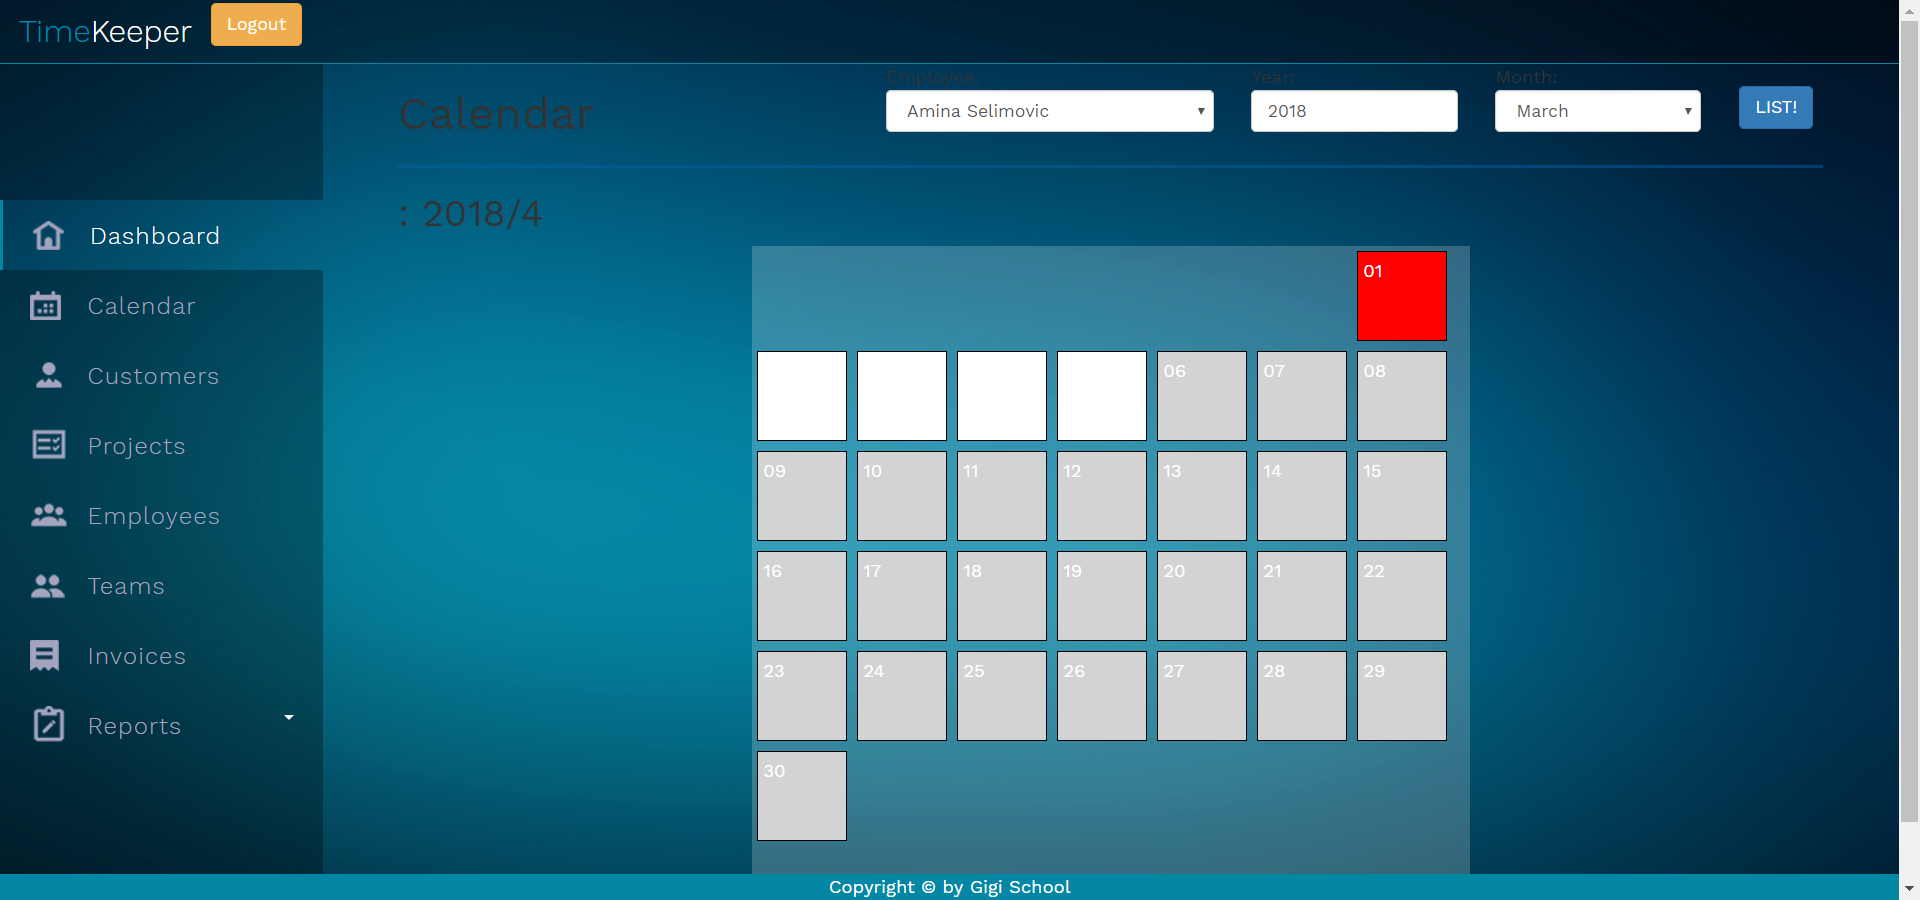 TimeKeeper Logout
Employee: Year: Month:
Calendar Amina Selimovic 2018 March LIST!
: 2018/4
Dashboard
Calendar
Customers
Projects
Employees
Teams
Invoices
Reports
01
06 07 08
09 10 11 12 13 14 15
16 17 18 19 20 21 22
23 24 25 26 27 28 29
30
Copyright © by Gigi School